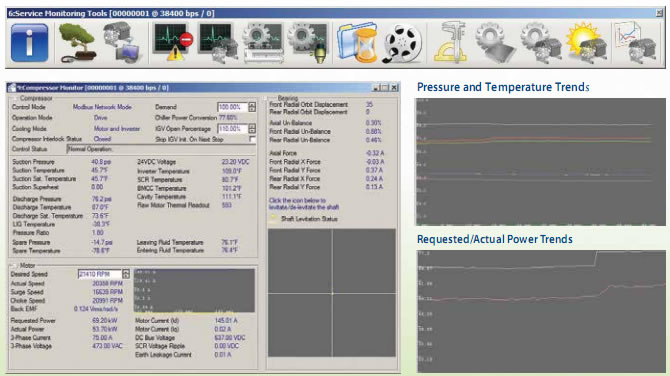 6:Service Monitoring Tools [00000001 @ 38400 bps / 0]
9:Compressor Monitor [00000001 @ 38400 bps / 0]
Compressor
Control Mode Modbus Network Mode Demand 100.00%
Operation Mode Drive Chiller Power Conversion 77.60%
Cooling Mode Motor and Inverter IGV Open Percentage 110.00%
Compressor Interlock Status Closed Skip IGV Init. On Next Stop
Control Status Normal Operation;
Suction Pressure 40.8 psi 24VDC Voltage 23.20 VDC
Suction Temperature 45.7°F Inverter Temperature
Suction Sat. Temperature 45.7°F SCR Temperature 80.7°F
Suction Superheat 0.00 BMCC Temperature 101.2°F
Discharge Pressure 76.2 psi Cavity Temperature 111.1°F
Discharge Temperature 87.0°F Raw Motor Thermal Readout 593
Discharge Sat. Temperature 73.6°F
LIG Temperature -38.3°F
Pressure Ratio 1.80
Spare Pressure -14.7 psi Leaving Fluid Temperature 76.1°F
Spare Temperature -78.8°F Entering Fluid Temperature 76.4°F
Motor
Desired Speed 21410 RPM
Actual Speed 20388 RPM
Surge Speed 16639 RPM
Choke Speed 20991 RPM
Back EMF 0.124 Vrms/rad/s
Requested Power 69.20 kW Motor Current (Id) 145.01 A
Actual Power 53.70 kW Motor Current (Iq) 0.02 A
3-Phase Current 70.00 A DC Bus Voltage 637.00 VDC
3-Phase Voltage 473.00 VAC SCR Voltage Ripple 0.00 VDC
Earth Leakage Current 0.01 A
Bearing
Front Radial Orbit Displacement 35
Rear Radial Orbit Displacement 0
Axial Un-Balance 0.30%
Front Radial Un-Balance 0.80%
Rear Radial Un-Balance 0.46%
Axial Force -0.32 A
Front Radial X Force -0.03 A
Front Radial Y Force 0.37 A
Rear Radial X Force 0.24 A
Rear Radial Y Force 0.13 A
Click the icon below to
levitate/de-levitate the shaft
Shaft Levitation Status
Pressure and Temperature Trends
Requested/Actual Power Trends